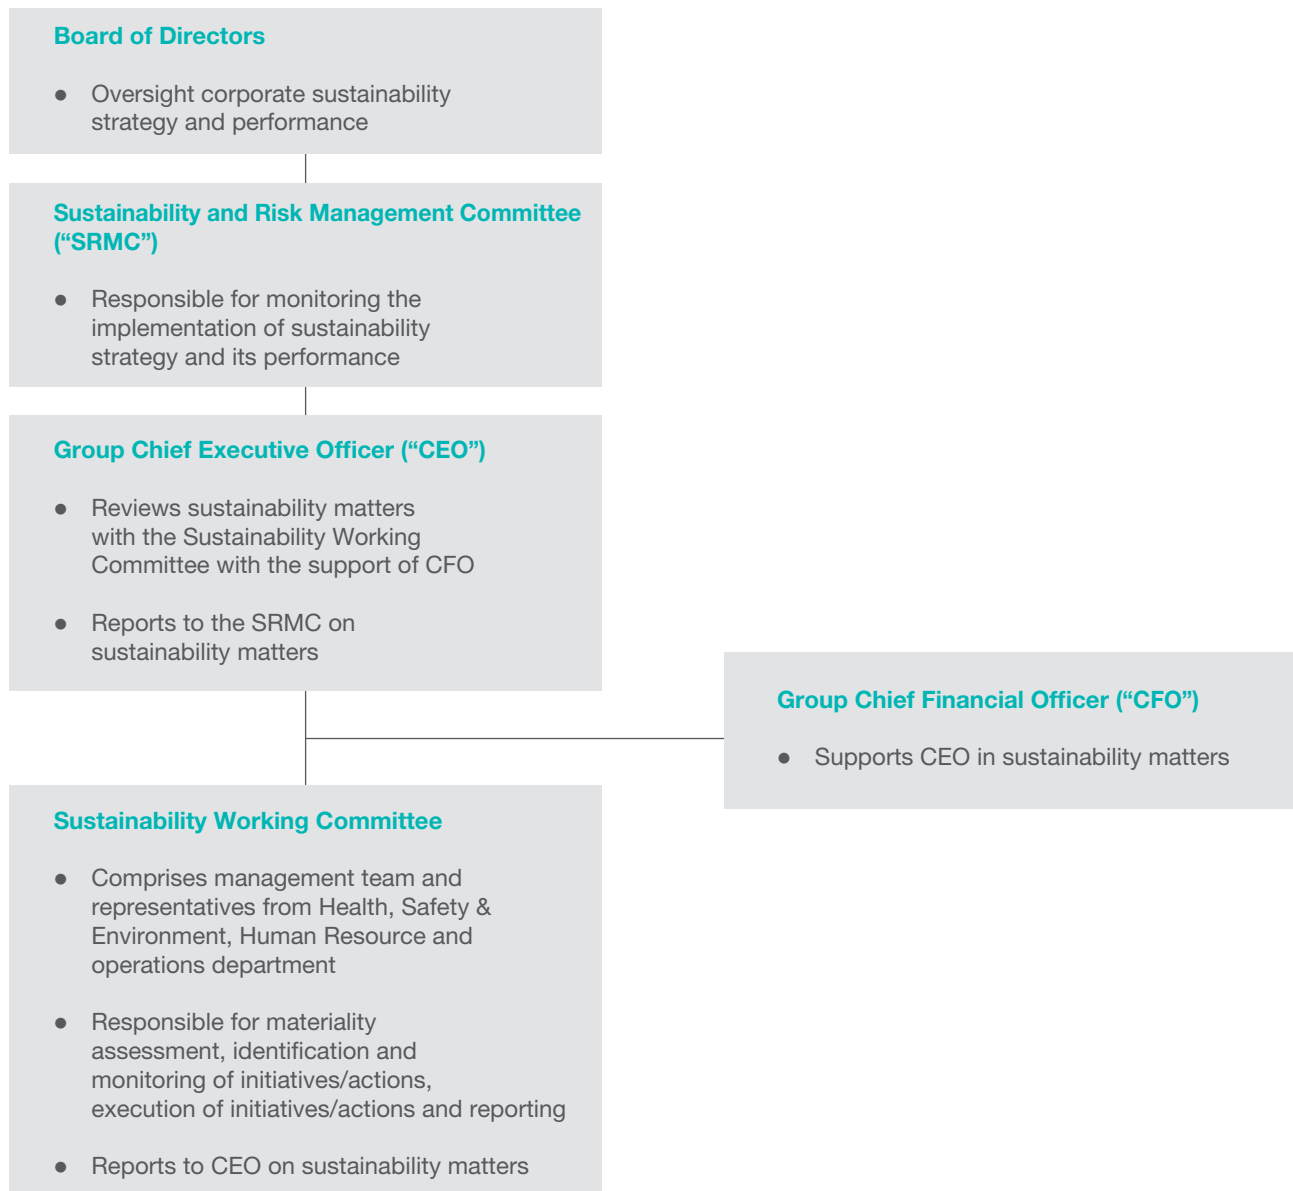 Board of Directors
● Oversight corporate sustainability
strategy and performance
Sustainability and Risk Management Committee
(“SRMC”)
● Responsible for monitoring the
implementation of sustainability
strategy and its performance
Group Chief Executive Officer (“CEO”)
● Reviews sustainability matters
with the Sustainability Working
Committee with the support of CFO
● Reports to the SRMC on
sustainability matters
Group Chief Financial Officer (“CFO”)
● Supports CEO in sustainability matters
Sustainability Working Committee
● Comprises management team and
representatives from Health, Safety &
Environment, Human Resource and
operations department
● Responsible for materiality
assessment, identification and
monitoring of initiatives/actions,
execution of initiatives/actions and reporting
● Reports to CEO on sustainability matters